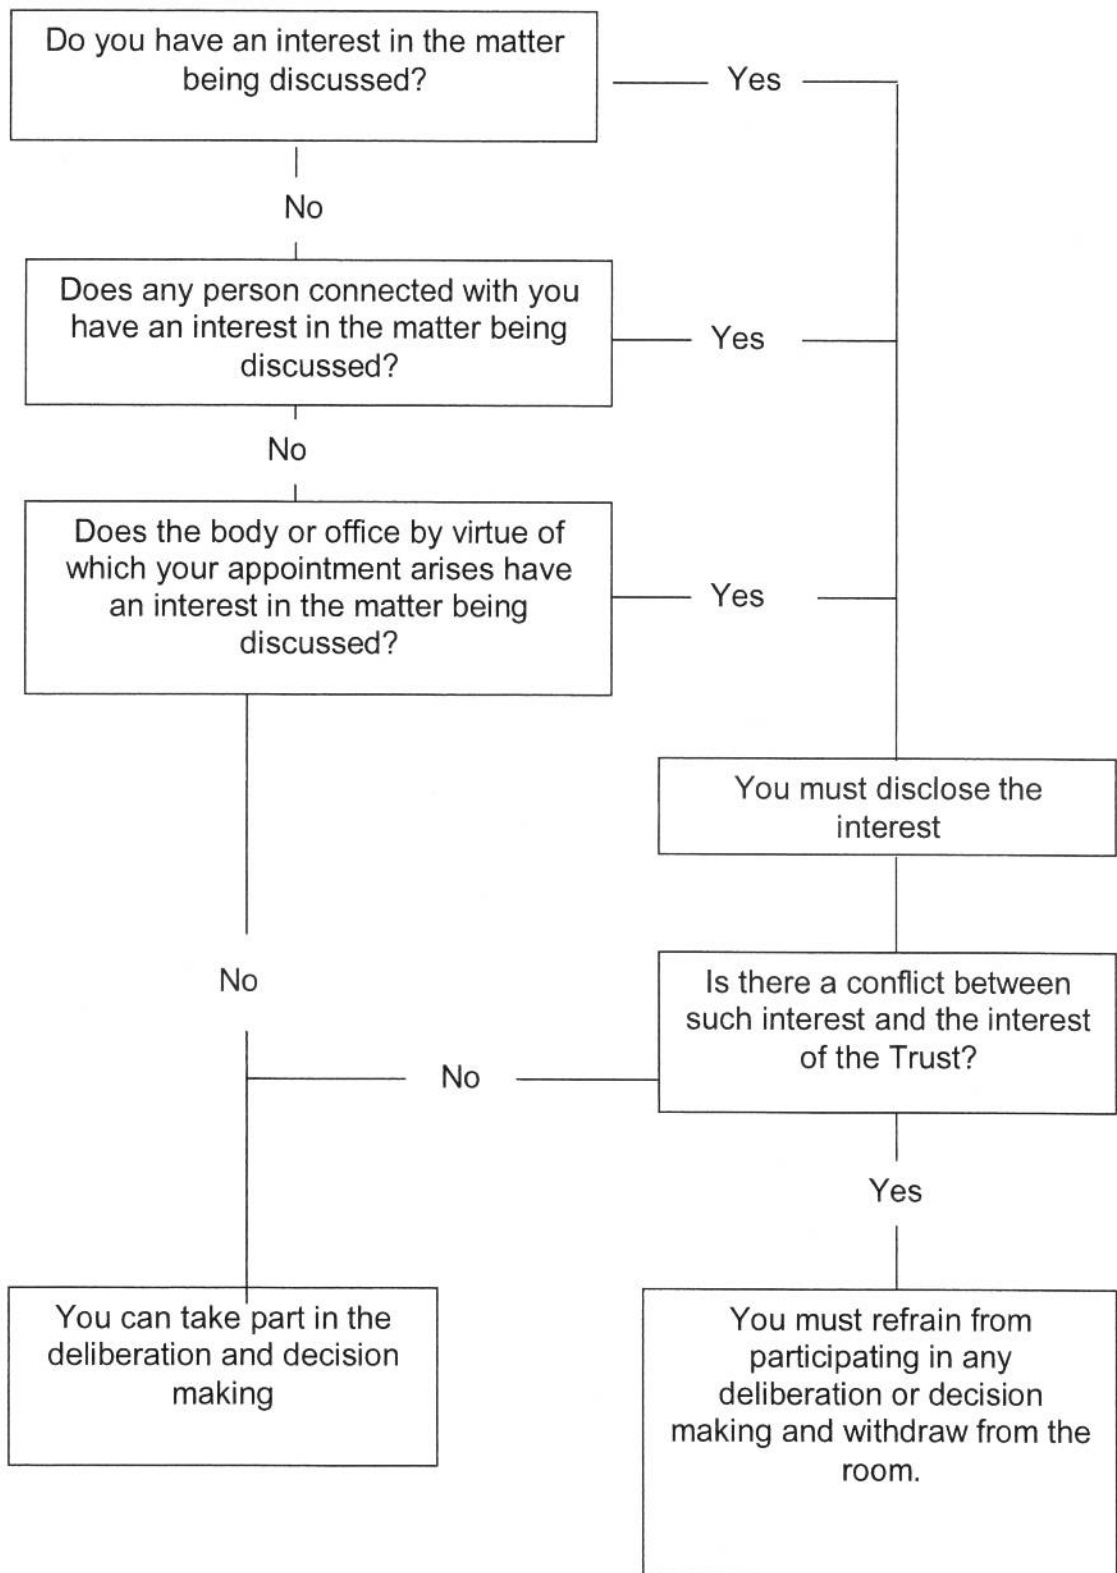 Do you have an interest in the matter
being discussed?
Yes
No
Does any person connected with you
have an interest in the matter being
discussed?
Yes
No
Does the body or office by virtue of
which your appointment arises have
an interest in the matter being
discussed?
Yes
You must disclose the
interest
No
Is there a conflict between
such interest and the interest
of the Trust?
No
Yes
You can take part in the
deliberation and decision
making
You must refrain from
participating in any
deliberation or decision
making and withdraw from the
room.